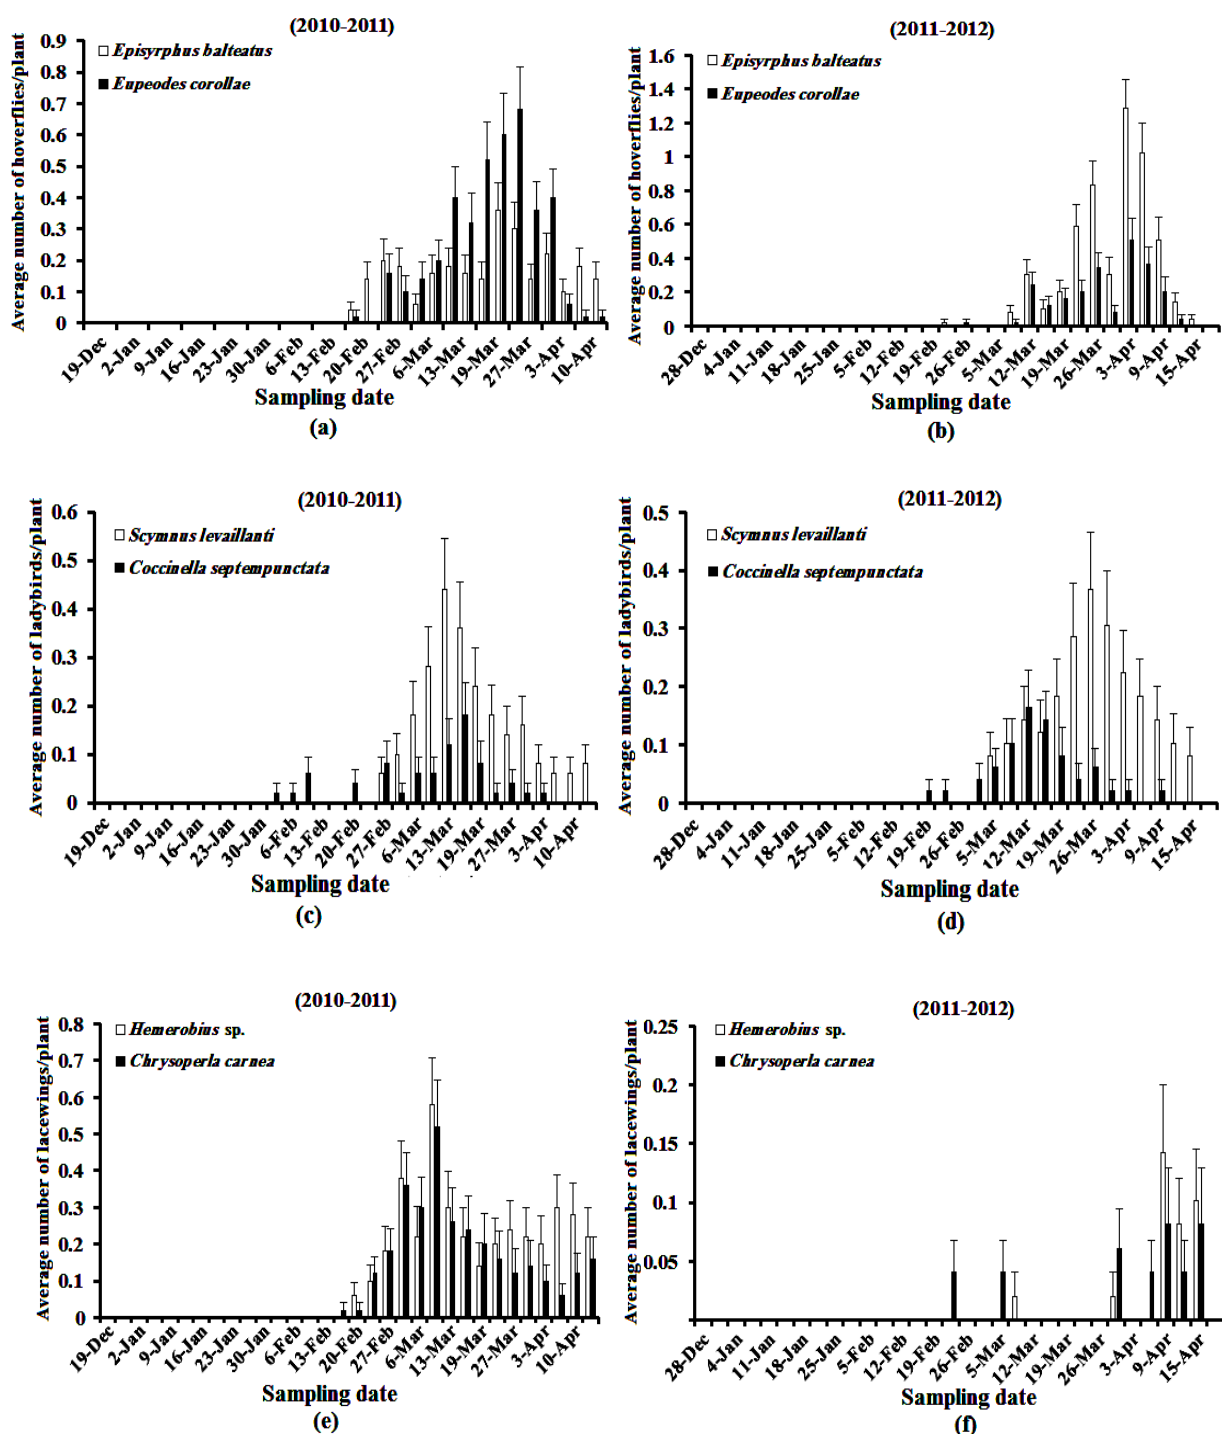 (2010-2011)
Average number of hoverflies/plant
0.9
0.8
0.7
0.6
0.5
0.4
0.3
0.2
0.1
0
Episyrphus balteatus
Eupeodes corollae
19-Dec
2-Jan
9-Jan
16-Jan
23-Jan
30-Jan
6-Feb
13-Feb
20-Feb
27-Feb
6-Mar
13-Mar
19-Mar
27-Mar
3-Apr
10-Apr
Sampling date
(a)
(2011-2012)
Average number of hoverflies/plant
1.6
1.4
1.2
1
0.8
0.6
0.4
0.2
0
Episyrphus balteatus
Eupeodes corollae
28-Dec
4-Jan
11-Jan
18-Jan
25-Jan
5-Feb
12-Feb
19-Feb
26-Feb
5-Mar
12-Mar
19-Mar
26-Mar
3-Apr
9-Apr
15-Apr
Sampling date
(b)
(2010-2011)
Average number of ladybirds/plant
0.6
0.5
0.4
0.3
0.2
0.1
0
Scymnus levaillanti
Coccinella septempunctata
19-Dec
2-Jan
9-Jan
16-Jan
23-Jan
30-Jan
6-Feb
13-Feb
20-Feb
27-Feb
6-Mar
13-Mar
19-Mar
27-Mar
3-Apr
10-Apr
Sampling date
(c)
(2011-2012)
Average number of ladybirds/plant
0.5
0.4
0.3
0.2
0.1
0
Scymnus levaillanti
Coccinella septempunctata
28-Dec
4-Jan
11-Jan
18-Jan
25-Jan
5-Feb
12-Feb
19-Feb
26-Feb
5-Mar
12-Mar
19-Mar
26-Mar
3-Apr
9-Apr
15-Apr
Sampling date
(d)
(2010-2011)
Average number of lacewings/plant
0.8
0.7
0.6
0.5
0.4
0.3
0.2
0.1
0
Hemerobius sp.
Chrysoperla carnea
19-Dec
2-Jan
9-Jan
16-Jan
23-Jan
30-Jan
6-Feb
13-Feb
20-Feb
27-Feb
6-Mar
13-Mar
19-Mar
27-Mar
3-Apr
10-Apr
Sampling date
(e)
(2011-2012)
Average number of lacewings/plant
0.25
0.2
0.15
0.1
0.05
Hemerobius sp.
Chrysoperla carnea
28-Dec
4-Jan
11-Jan
18-Jan
25-Jan
5-Feb
12-Feb
19-Feb
26-Feb
5-Mar
12-Mar
19-Mar
26-Mar
3-Apr
9-Apr
15-Apr
Sampling date
(f)